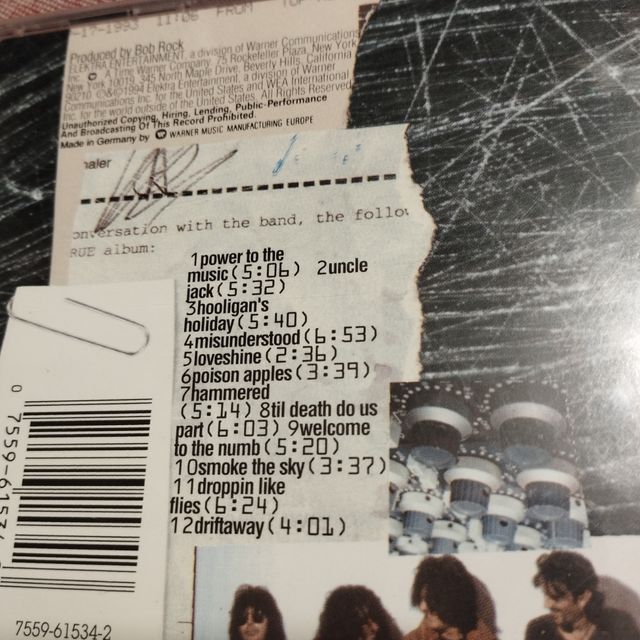 -17-1993 11:06 FROM
Produced by Bob Rock
ELEKTRA ENTERTAINMENT, a division of Warner Communications
Inc. A Time Warner Company. 75 Rockefeller Plaza, New York,
New York 10019. 345 North Maple Drive, Beverly Hills, California
90210 ℗&©1994 Elektra Entertainment, a division of Warner
Communications Inc. for the United States and WEA International
Inc. for the world outside of the United States. All Rights Reserved.
Unauthorized Copying, Hiring, Lending, Public-Performance
And Broadcasting Of This Record Prohibited.
Made in Germany by WARNER MUSIC MANUFACTURING EUROPE
haler
onversation with the band, the follow
RUE album:
1power to the
music(5:06) 2uncle
jack(5:32)
3hooligan's
holiday(5:40)
4misunderstood(6:53)
5loveshine(2:36)
6poison apples(3:39)
7hammered
(5:14) 8til death do us
part(6:03) 9welcome
to the numb(5:20)
10smoke the sky(3:37)
11droppin like
flies(6:24)
12driftaway(4:01)
0 7559-61534
7559-61534-2